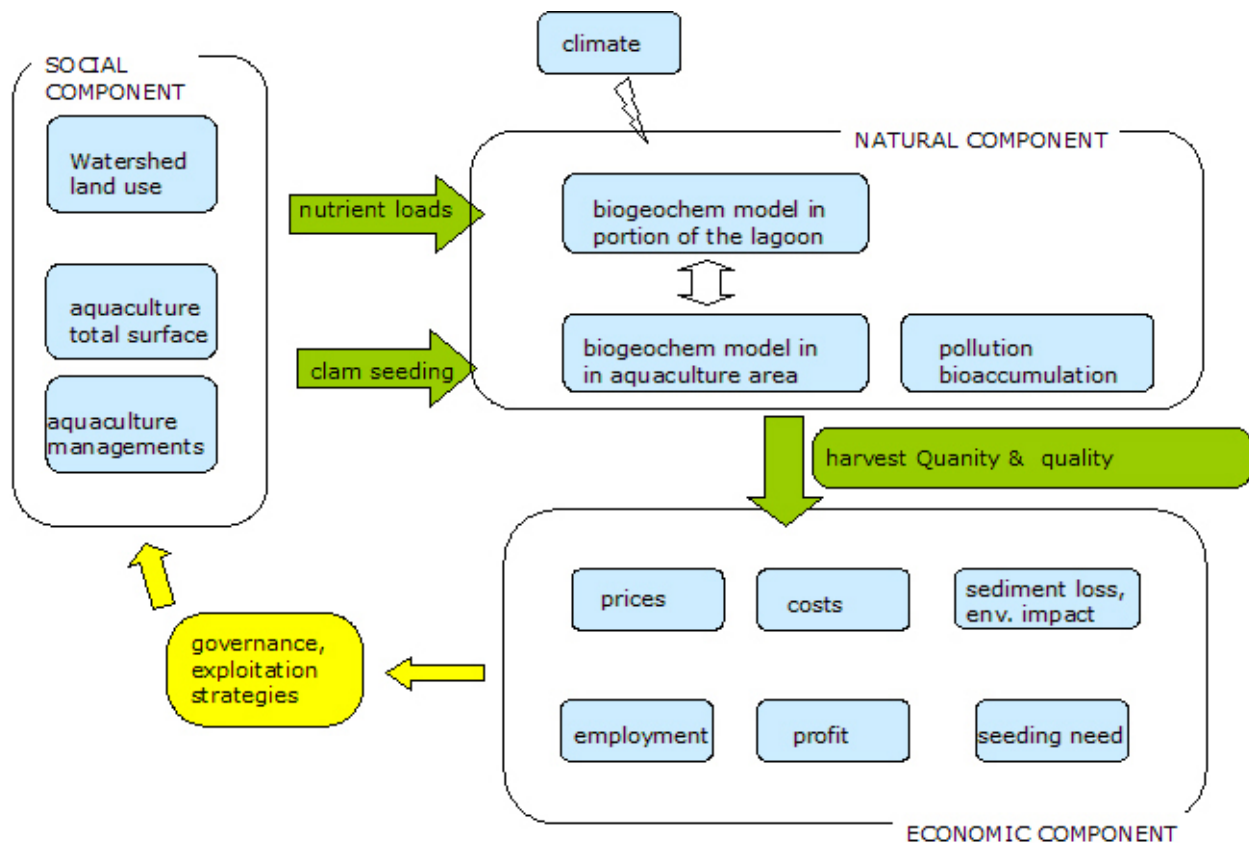 climate
SOCIAL
COMPONENT
Watershed
land use
aquaculture
total surface
aquaculture
managements
nutrient loads
clam seeding
NATURAL COMPONENT
biogeochem model in
portion of the lagoon
biogeochem model in
in aquaculture area
pollution
bioaccumulation
harvest Quanity & quality
prices
costs
sediment loss,
env. impact
employment
profit
seeding need
ECONOMIC COMPONENT
governance,
exploitation
strategies